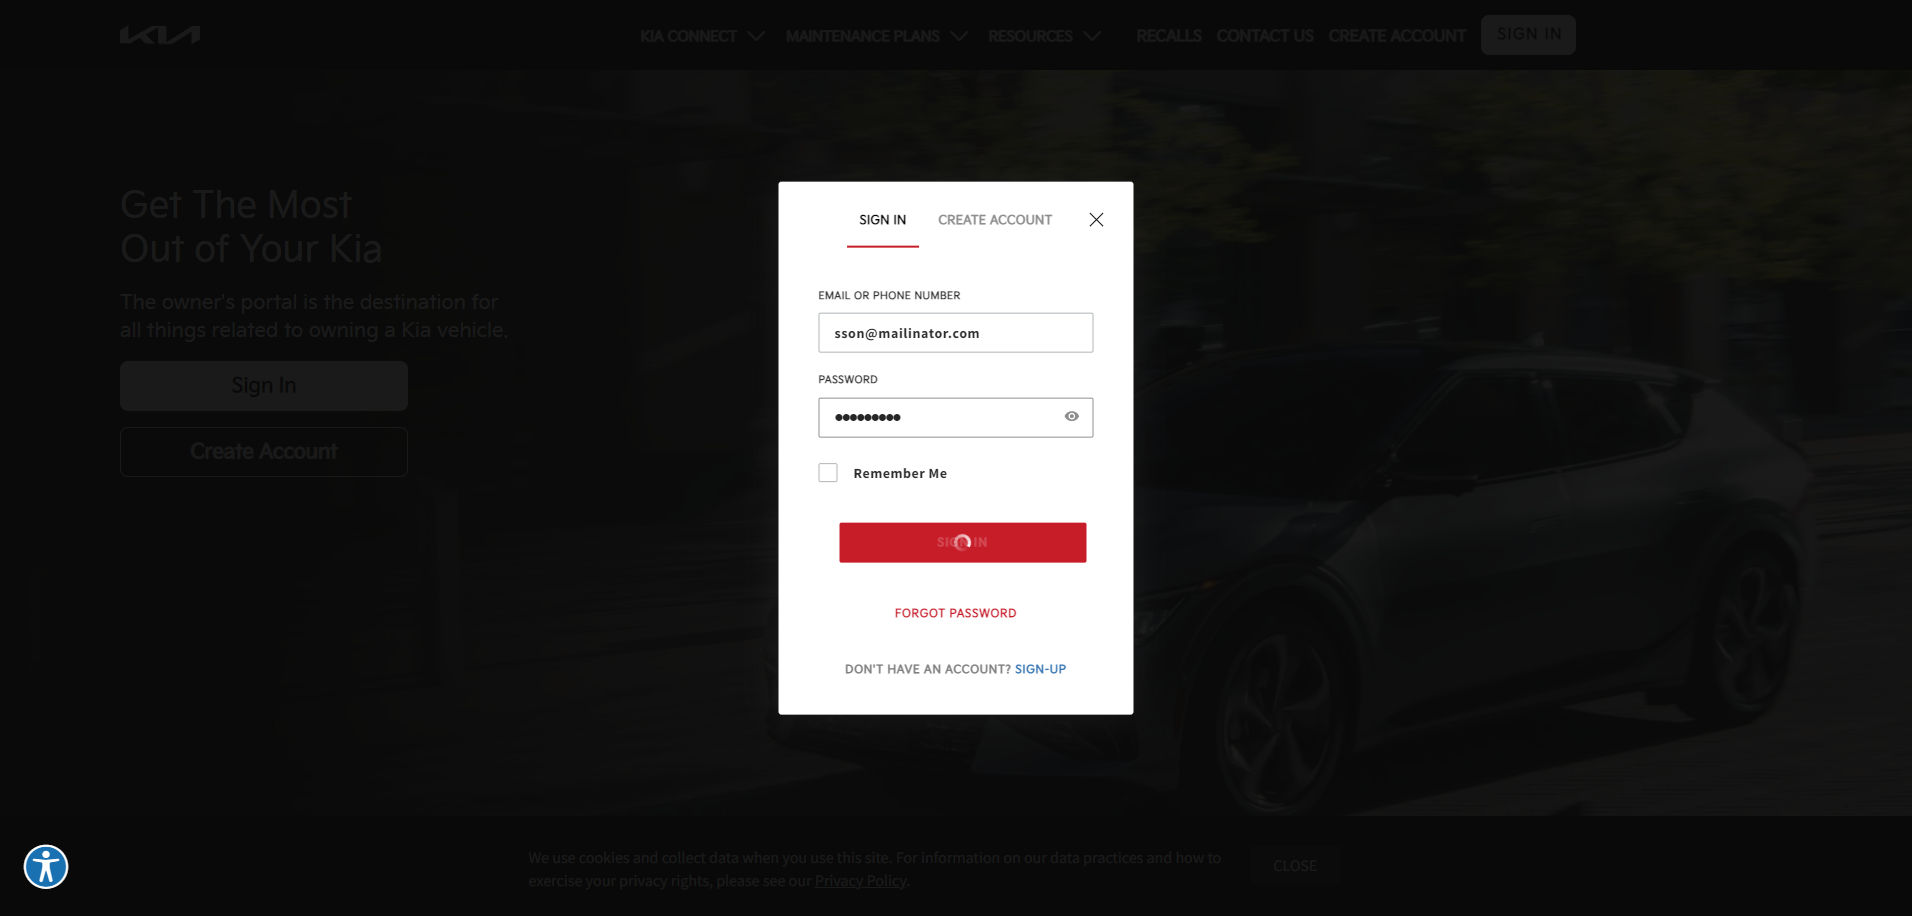 KIA CONNECT MAINTENANCE PLANS RESOURCES RECALLS CONTACT US CREATE ACCOUNT SIGN IN
Get The Most
Out of Your Kia
The owner's portal is the destination for
all things related to owning a Kia vehicle.
Sign In
Create Account
SIGN IN CREATE ACCOUNT
EMAIL OR PHONE NUMBER
sson@mailinator.com
PASSWORD
Remember Me
SIGN IN
FORGOT PASSWORD
DON'T HAVE AN ACCOUNT? SIGN-UP
We use cookies and collect data when you use this site. For information on our data practices and how to
exercise your privacy rights, please see our Privacy Policy.
CLOSE